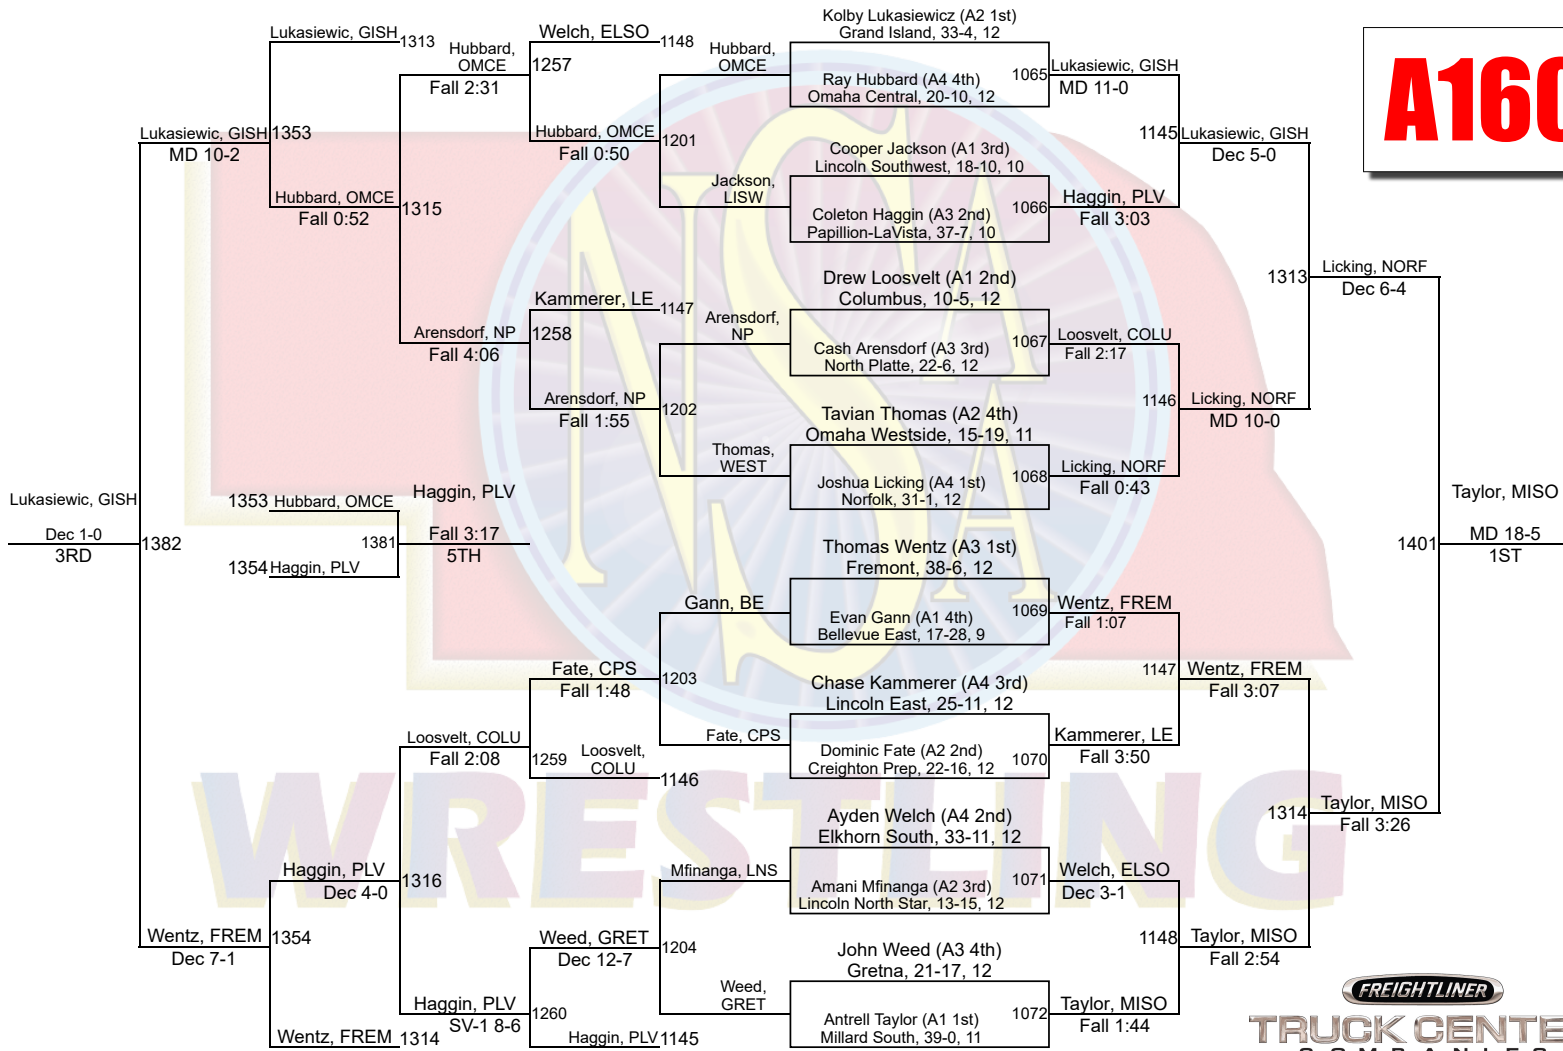 Kolby Lukasiewicz (A2 1st)
Grand Island, 33-4, 12
Lukasiewic, GISH
1313
Hubbard,
OMCE
Fall 2:31
Welch, ELSO
1148
1257
Hubbard,
OMCE
Ray Hubbard (A4 4th)
Omaha Central, 20-10, 12
1065
Lukasiewic, GISH
MD 11-0
A160
Lukasiewic, GISH
MD 10-2
1353
Hubbard, OMCE
Fall 0:50
1201
Cooper Jackson (A1 3rd)
Lincoln Southwest, 18-10, 10
1145
Lukasiewic, GISH
Dec 5-0
Hubbard, OMCE
Fall 0:52
1315
Jackson,
LISW
Coleton Haggin (A3 2nd)
Papillion-LaVista, 37-7, 10
1066
Haggin, PLV
Fall 3:03
Drew Loosvelt (A1 2nd)
Columbus, 10-5, 12
1313
Licking, NORF
Dec 6-4
Kammerer, LE
1147
Arensdorf, NP
Fall 4:06
1258
Arensdorf,
NP
Cash Arensdorf (A3 3rd)
North Platte, 22-6, 12
1067
Loosvelt, COLU
Fall 2:17
Arensdorf, NP
Fall 1:55
1202
Tavian Thomas (A2 4th)
Omaha Westside, 15-19, 11
1146
Licking, NORF
MD 10-0
Thomas,
WEST
Joshua Licking (A4 1st)
Norfolk, 31-1, 12
1068
Licking, NORF
Fall 0:43
Lukasiewic, GISH
Dec 1-0
3RD
1382
1353
Hubbard, OMCE
Haggin, PLV
1381
Fall 3:17
5TH
1354
Haggin, PLV
Thomas Wentz (A3 1st)
Fremont, 38-6, 12
1401
Taylor, MISO
MD 18-5
1ST
Gann, BE
Evan Gann (A1 4th)
Bellevue East, 17-28, 9
1069
Wentz, FREM
Fall 1:07
Fate, CPS
Fall 1:48
1203
Chase Kammerer (A4 3rd)
Lincoln East, 25-11, 12
1147
Wentz, FREM
Fall 3:07
Loosvelt, COLU
Fall 2:08
1259
Loosvelt,
COLU
1146
Fate, CPS
Dominic Fate (A2 2nd)
Creighton Prep, 22-16, 12
1070
Kammerer, LE
Fall 3:50
Ayden Welch (A4 2nd)
Elkhorn South, 33-11, 12
1314
Taylor, MISO
Fall 3:26
Haggin, PLV
Dec 4-0
1316
Mfinanga, LNS
Amani Mfinanga (A2 3rd)
Lincoln North Star, 13-15, 12
1071
Welch, ELSO
Dec 3-1
Wentz, FREM
Dec 7-1
1354
Weed, GRET
Dec 12-7
1204
John Weed (A3 4th)
Gretna, 21-17, 12
1148
Taylor, MISO
Fall 2:54
Haggin, PLV
SV-1 8-6
1260
Weed,
GRET
Antrell Taylor (A1 1st)
Millard South, 39-0, 11
1072
Taylor, MISO
Fall 1:44
Wentz, FREM
1314
Haggin, PLV
1145
NSAA
WRESTLING
FREIGHTLINER
TRUCK CENTE
COMPANIES